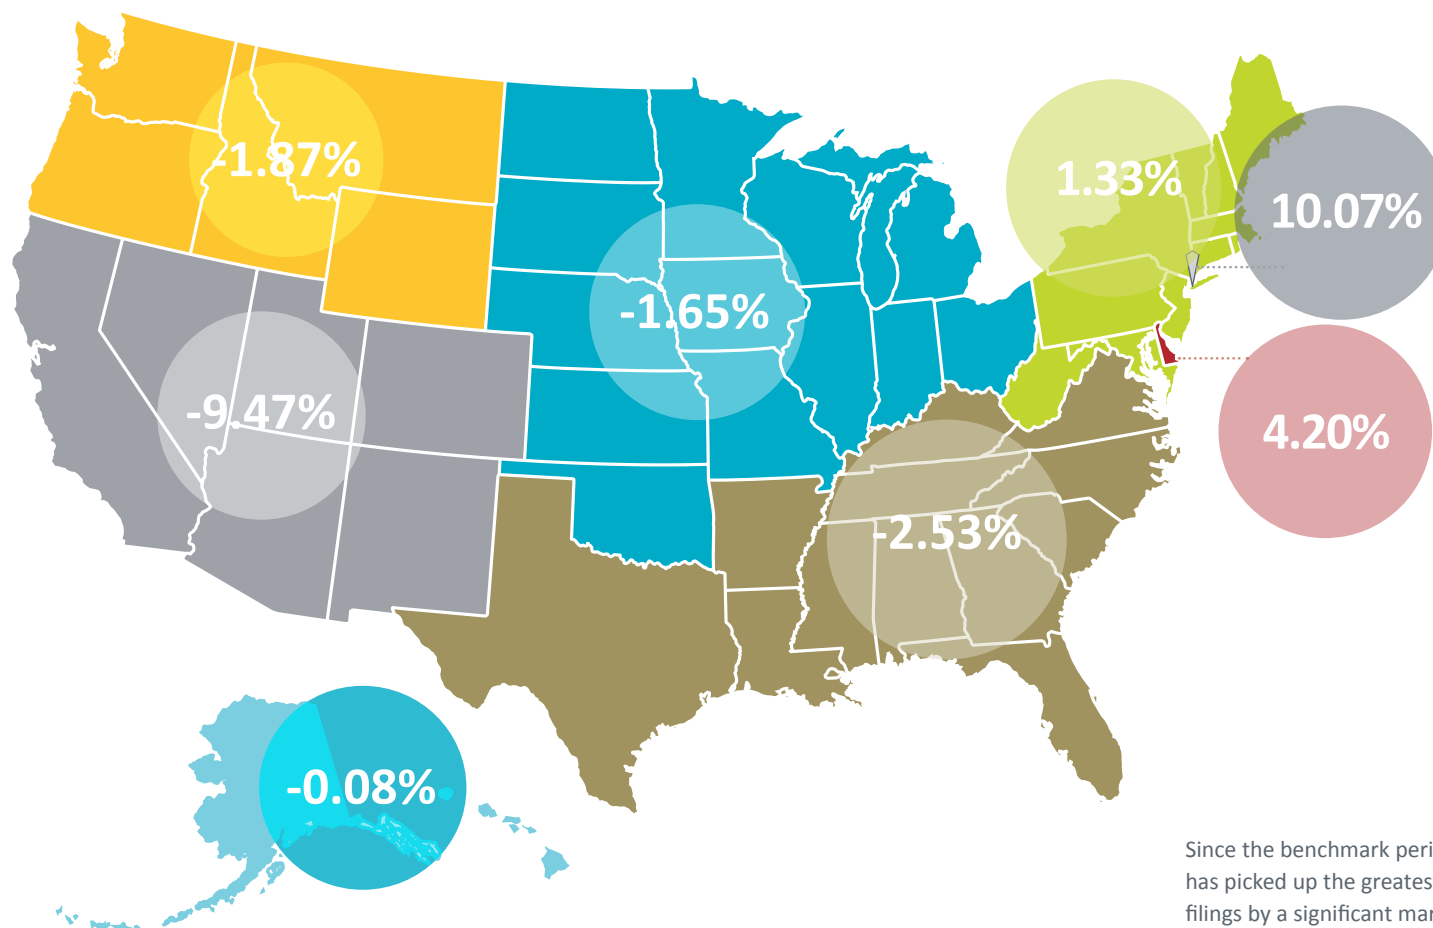 -1.87%
1.33%
10.07%
-1.65%
-9.47%
4.20%
-2.53%
-0.08%
Since the benchmark peri
has picked up the greates
filings by a significant mar